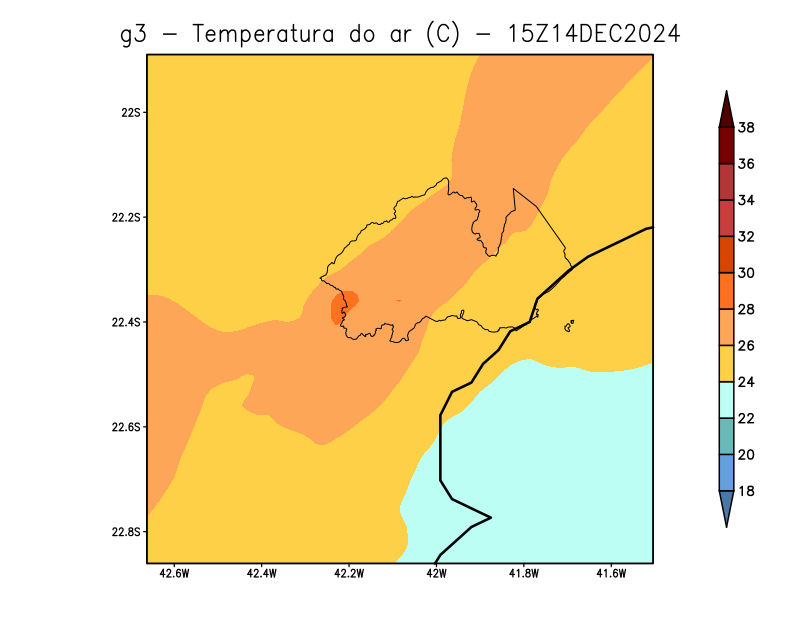 g3 - Temperatura do ar (C) - 15Z14DEC2024
22S
22.2S
22.4S
22.6S
22.8S
42.6W
42.4W
42.2W
42W
41.8W
41.6W
38
36
34
32
30
28
26
24
22
20
18